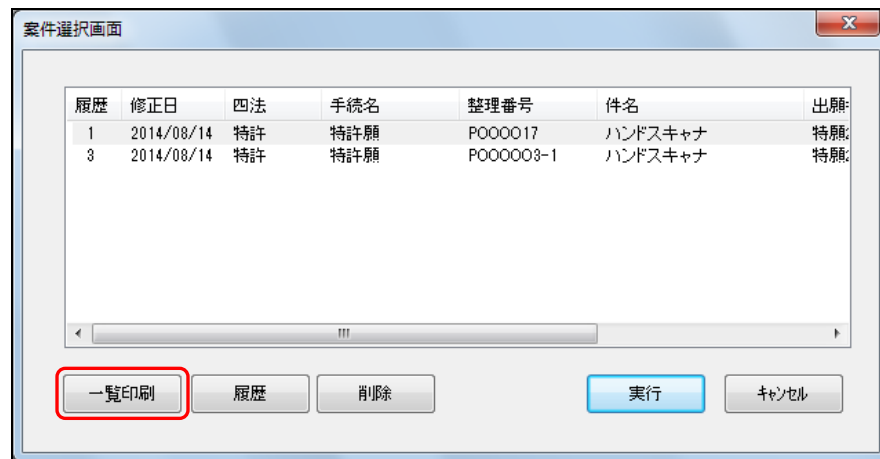 案件選択画面
履歴 修正日 四法 手続名 整理番号 件名 出願
1 2014/08/14 特許 特許願 P000017 ハンドスキャナ 特願2
3 2014/08/14 特許 特許願 P000003-1 ハンドスキャナ 特願2
一覧印刷 履歴 削除 実行 キャンセル